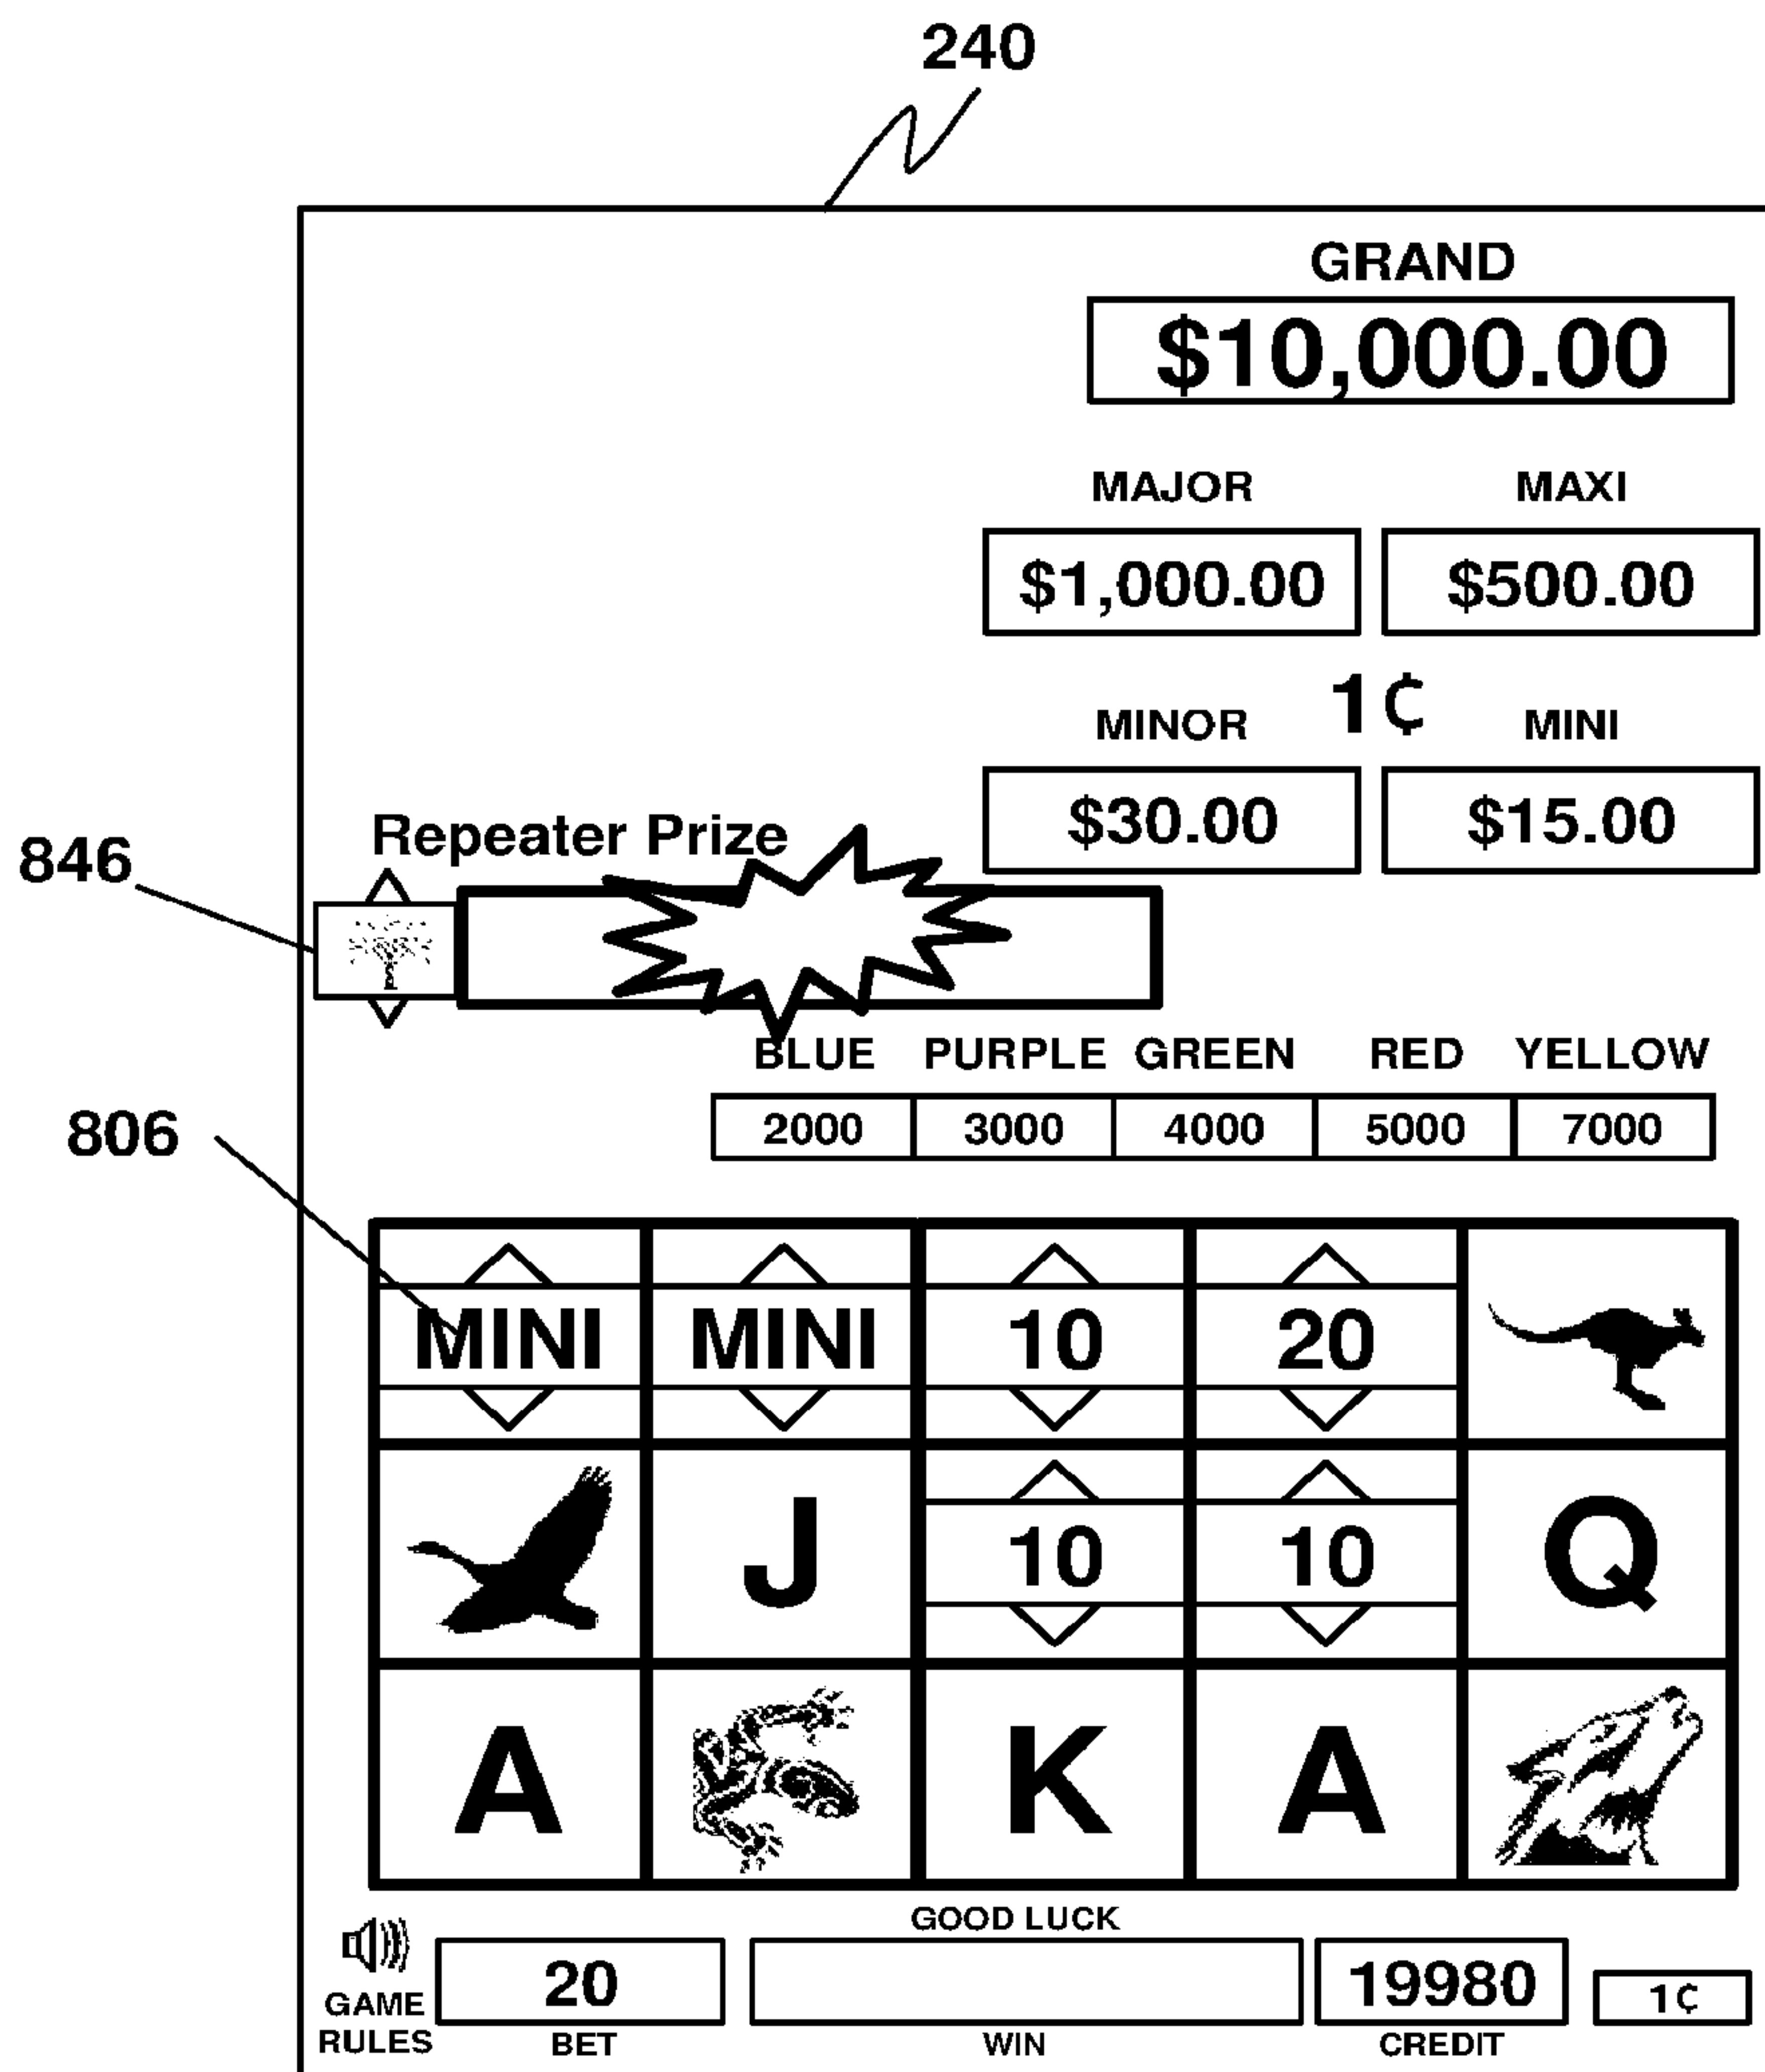 240
GRAND
$10,000.00
MAJOR MAXI
$1,000.00 $500.00
1¢
MINOR MINI
$30.00 $15.00
Repeater Prize
846
BLUE PURPLE GREEN RED YELLOW
2000 3000 4000 5000 7000
806
MINI MINI 10 20
J 10 10 Q
A K A
GOOD LUCK
20 19980 1¢
GAME
RULES BET WIN CREDIT